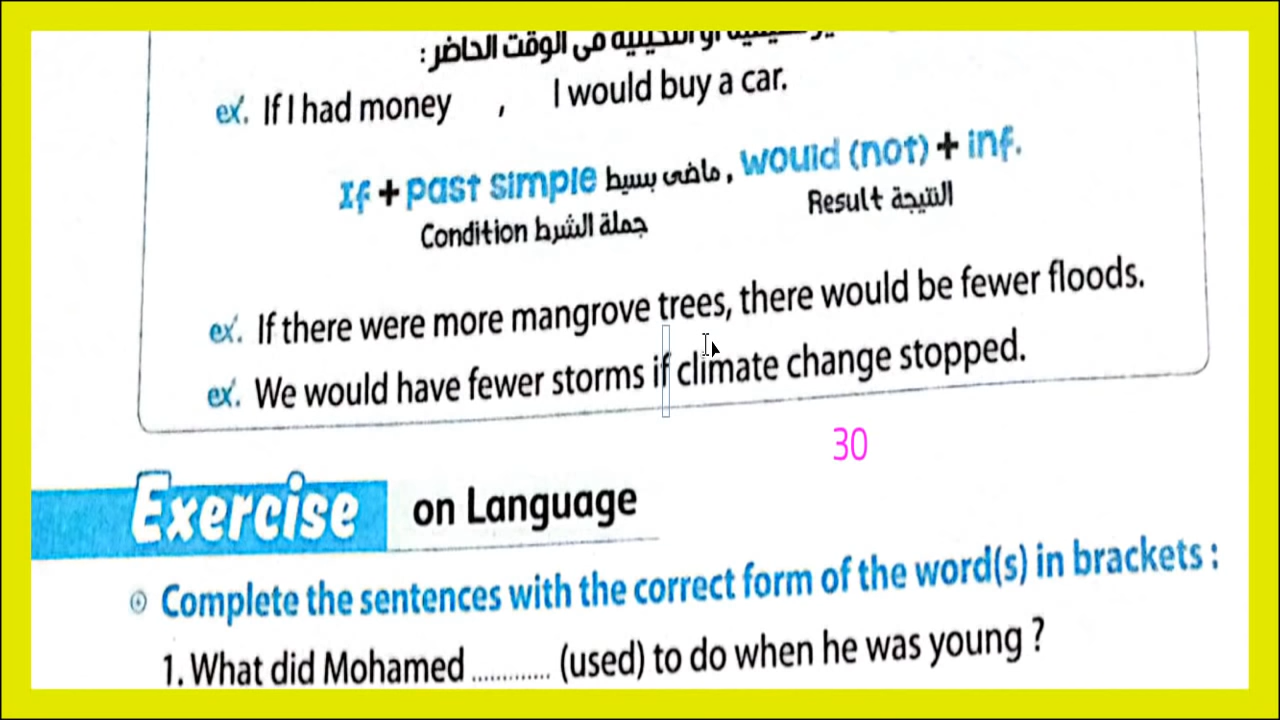 فى الوقت الحاضر :
ex. If I had money , I would buy a car.
If + past simple ماضى بسيط , would (not) + inf.
Condition جملة الشرط Result النتيجة
ex. If there were more mangrove trees, there would be fewer floods.
ex. We would have fewer storms if climate change stopped.
30
Exercise on Language
Complete the sentences with the correct form of the word(s) in brackets :
1. What did Mohamed ............. (used) to do when he was young ?